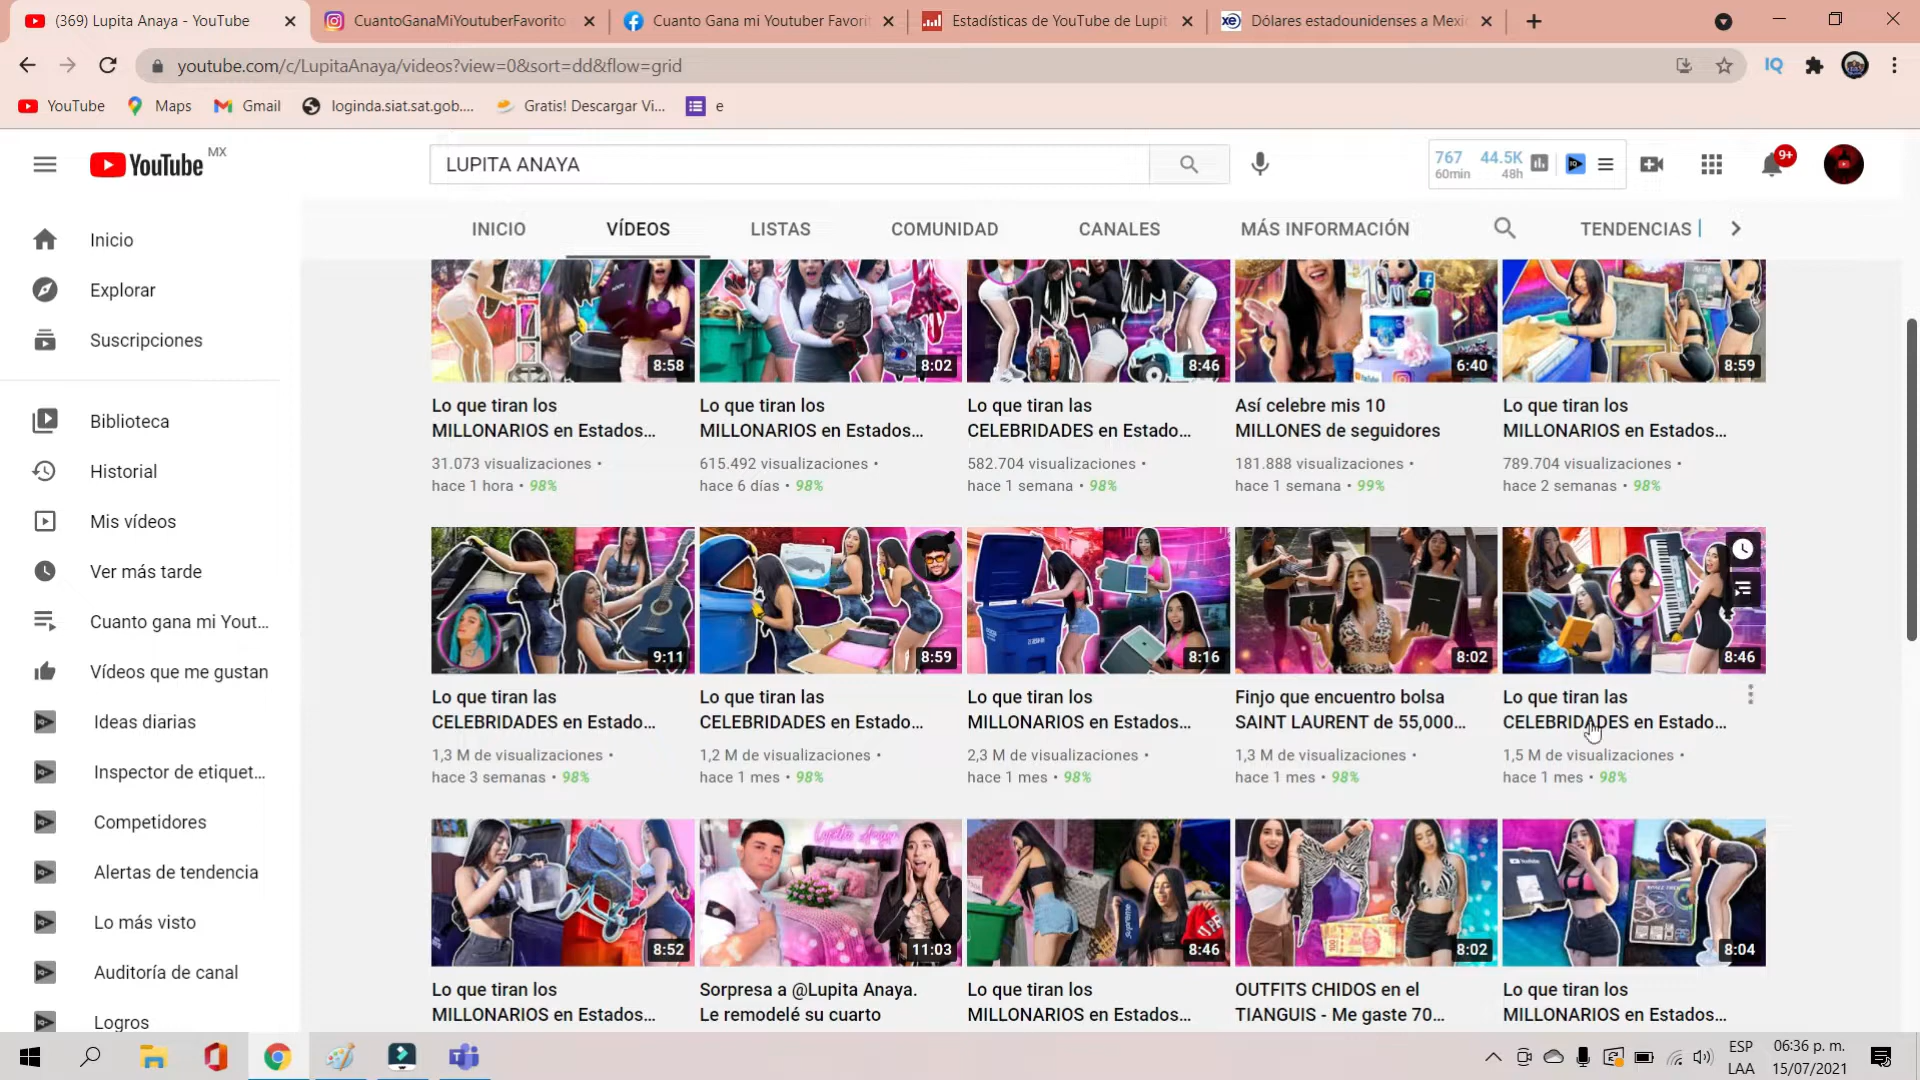 (369) Lupita Anaya - YouTube
CuantoGanaMiYoutuberFavorito
Cuanto Gana mi Youtuber Favorit
Estadísticas de YouTube de Lupit
Dólares estadounidenses a Mexic
youtube.com/c/LupitaAnaya/videos?view=0&sort=dd&flow=grid
IQ
YouTube
Maps
Gmail
loginda.siat.sat.gob....
Gratis! Descargar Vi...
e
YouTube MX
LUPITA ANAYA
767 44.5K
60min 48h
9+
INICIO VÍDEOS LISTAS COMUNIDAD CANALES MÁS INFORMACIÓN TENDENCIAS
Inicio
Explorar
Suscripciones
Biblioteca
Historial
Mis vídeos
Ver más tarde
Cuanto gana mi Yout...
Vídeos que me gustan
Ideas diarias
Inspector de etiquet...
Competidores
Alertas de tendencia
Lo más visto
Auditoría de canal
Logros
8:58
Lo que tiran los
MILLONARIOS en Estados...
31.073 visualizaciones •
hace 1 hora • 98%
8:02
Lo que tiran los
MILLONARIOS en Estados...
615.492 visualizaciones •
hace 6 días • 98%
8:46
Lo que tiran las
CELEBRIDADES en Estado...
582.704 visualizaciones •
hace 1 semana • 98%
6:40
Así celebre mis 10
MILLONES de seguidores
181.888 visualizaciones •
hace 1 semana • 99%
8:59
Lo que tiran los
MILLONARIOS en Estados...
789.704 visualizaciones •
hace 2 semanas • 98%
9:11
Lo que tiran las
CELEBRIDADES en Estado...
1,3 M de visualizaciones •
hace 3 semanas • 98%
8:59
Lo que tiran las
CELEBRIDADES en Estado...
1,2 M de visualizaciones •
hace 1 mes • 98%
8:16
Lo que tiran los
MILLONARIOS en Estados...
2,3 M de visualizaciones •
hace 1 mes • 98%
8:02
Finjo que encuentro bolsa
SAINT LAURENT de 55,000...
1,3 M de visualizaciones •
hace 1 mes • 98%
8:46
Lo que tiran las
CELEBRIDADES en Estado...
1,5 M de visualizaciones •
hace 1 mes • 98%
8:52
Lo que tiran los
MILLONARIOS en Estados...
Lupita Anaya
11:03
Sorpresa a @Lupita Anaya.
Le remodelé su cuarto
8:46
Lo que tiran los
MILLONARIOS en Estados...
8:02
OUTFITS CHIDOS en el
TIANGUIS - Me gaste 70...
8:04
Lo que tiran los
MILLONARIOS en Estados...
ESP
LAA
06:36 p. m.
15/07/2021